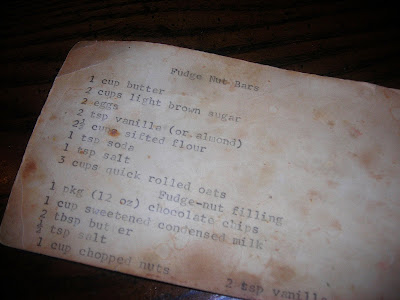 Fudge Nut Bars
1 cup butter
2 cups light brown sugar
2 eggs
2 tsp vanilla (or almond)
2½ cups sifted flour
1 tsp soda
1 tsp salt
3 cups quick rolled oats
Fudge-nut filling
1 pkg (12 oz) chocolate chips
1 cup sweetened condensed milk
2 tbsp butter
½ tsp salt
1 cup chopped nuts 2 tsp vanilla